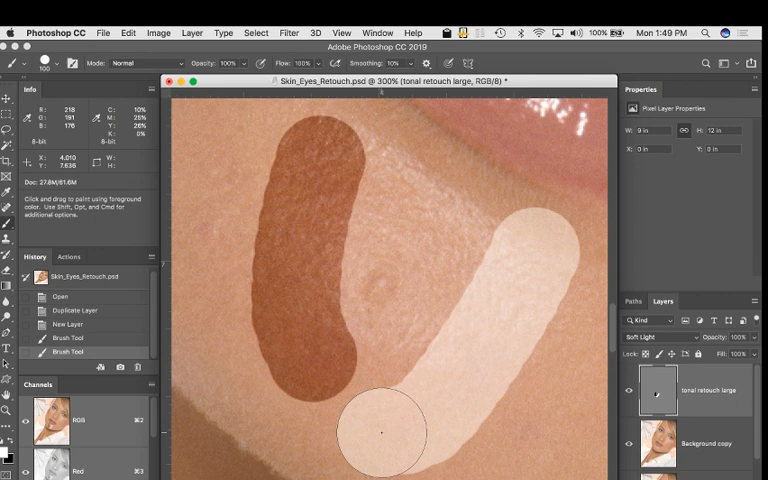 Photoshop CC File Edit Image Layer Type Select Filter 3D View Window Help 100% Mon 1:49 PM
Adobe Photoshop CC 2019
100 Mode: Normal Opacity: 100% Flow: 100% Smoothing: 10%
Skin_Eyes_Retouch.psd @ 300% (tonal retouch large, RGB/8) *
Info
R: 218 C: 10%
G: 191 M: 25%
B: 176 Y: 26%
K: 0%
8-bit 8-bit
X: 4.010 W:
Y: 7.636 H:
Doc: 27.8M/61.6M
Click and drag to paint using foreground
color. Use Shift, Opt, and Cmd for
additional options.
History Actions
Skin_Eyes_Retouch.psd
Open
Duplicate Layer
New Layer
Brush Tool
Brush Tool
Channels
RGB ⌘2
Red ⌘3
7
Properties
Pixel Layer Properties
W: 9 in H: 12 in
X: 0 in Y: 0 in
Paths Layers
Kind
Soft Light Opacity: 100%
Lock: Fill: 100%
tonal retouch large
Background copy